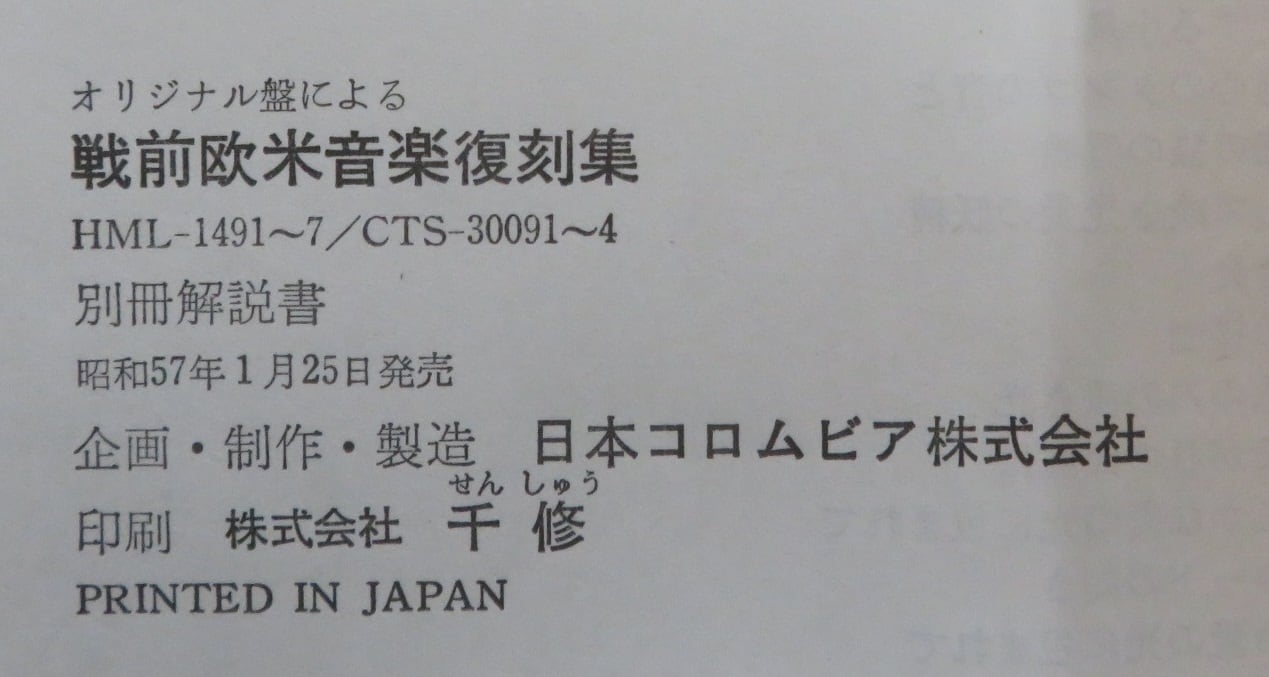 オリジナル盤による
戦前欧米音楽復刻集
HML-1491〜7／CTS-30091〜4
別冊解説書
昭和57年1月25日発売
企画・制作・製造　日本コロムビア株式会社
せん しゅう
印刷　株式会社　千 修
PRINTED IN JAPAN